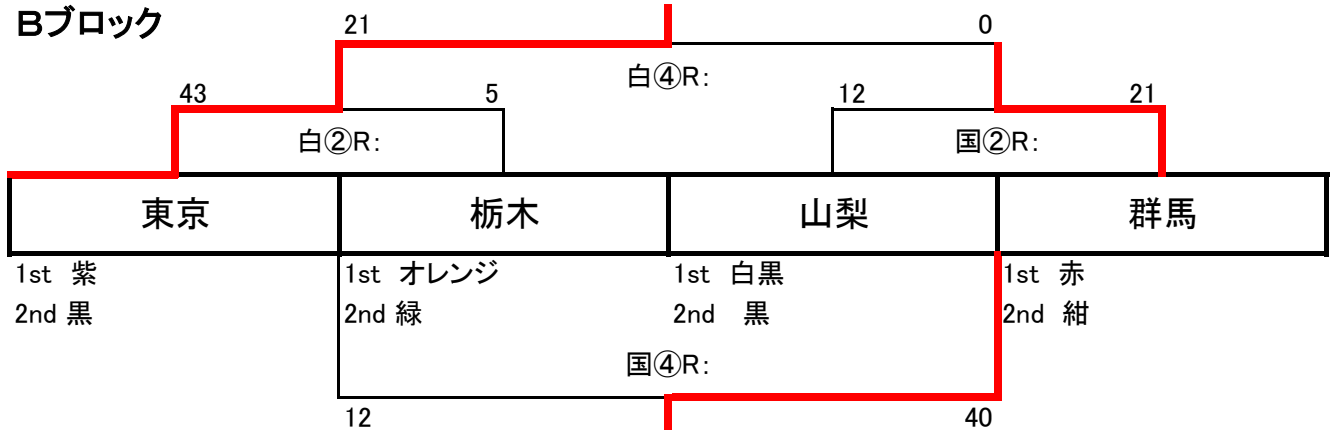 Bブロック
21 0
白④R:
43 5 12 21
白②R: 国②R:
東京 栃木 山梨 群馬
1st 紫 1st オレンジ 1st 白黒 1st 赤
2nd 黒 2nd 緑 2nd 黒 2nd 紺
国④R:
12 40